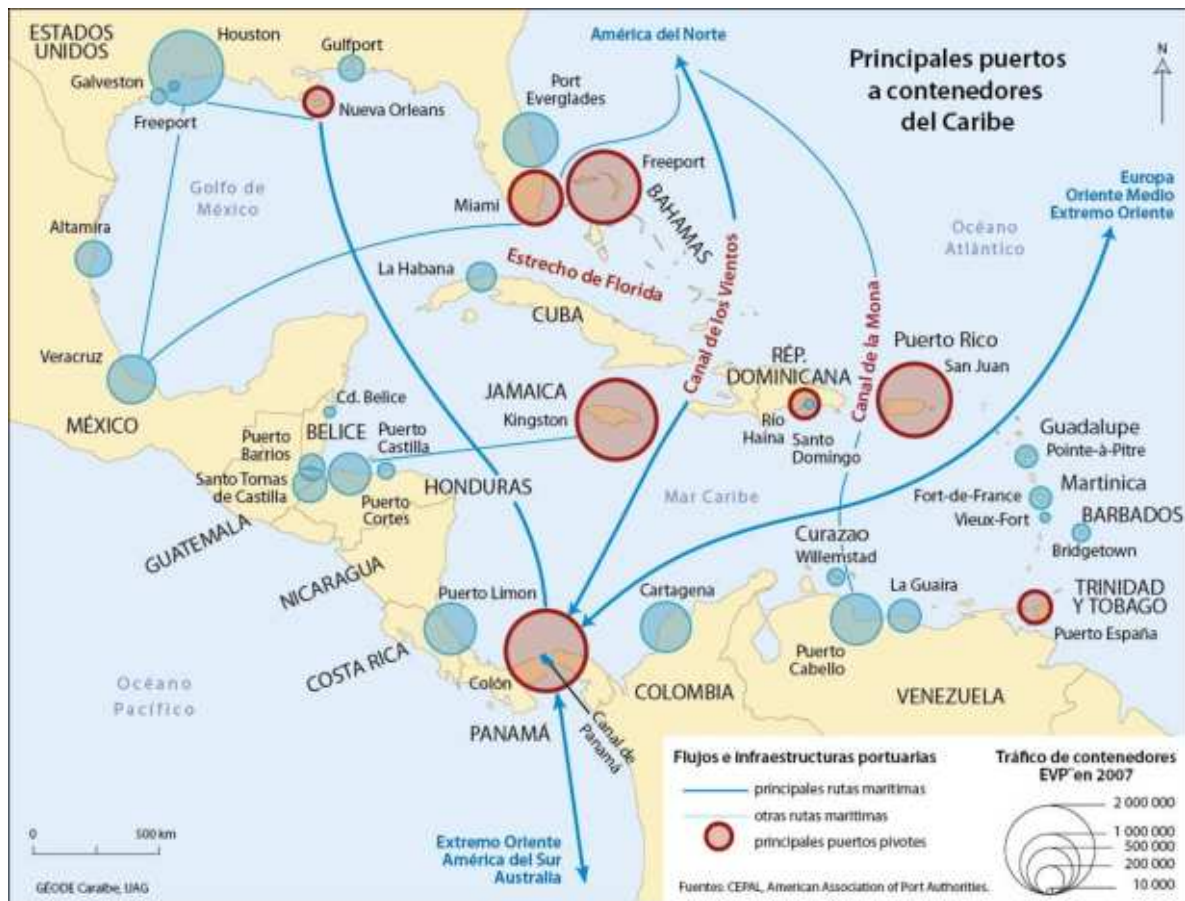 Principales puertos
a contenedores
del Caribe
N
ESTADOS
UNIDOS
Houston
Gulfport
Galveston
Freeport
Nueva Orleans
América del Norte
Port
Everglades
Freeport
Miami
BAHAMAS
Golfo de
México
Altamira
La Habana
Estrecho de Florida
CUBA
Canal de los Vientos
Canal de la Mona
Europa
Oriente Medio
Extremo Oriente
Océano
Atlántico
Veracruz
MÉXICO
Cd. Belice
BELICE
Puerto
Barrios
Puerto
Castilla
Santo Tomas
de Castilla
Puerto
Cortes
HONDURAS
GUATEMALA
NICARAGUA
JAMAICA
Kingston
RÉP.
DOMINICANA
Río
Haina
Santo
Domingo
Puerto Rico
San Juan
Mar Caribe
Guadalupe
Pointe-à-Pitre
Martinica
Fort-de-France
Vieux-Fort
BARBADOS
Bridgetown
Curazao
Willemstad
La Guaira
TRINIDAD
Y TOBAGO
Puerto España
Puerto
Cabello
VENEZUELA
Cartagena
COLOMBIA
Puerto Limon
COSTA RICA
Colón
PANAMÁ
Canal de
Panamá
Océano
Pacífico
Extremo Oriente
América del Sur
Australia
0 500 km
GÉODE Caraïbe, UAG
Flujos e infraestructuras portuarias
principales rutas maritimas
otras rutas maritimas
principales puertos pivotes
Fuentes: CEPAL, American Association of Port Authorities.
Tráfico de contenedores
EVP en 2007
2 000 000
1 000 000
500 000
200 000
10 000